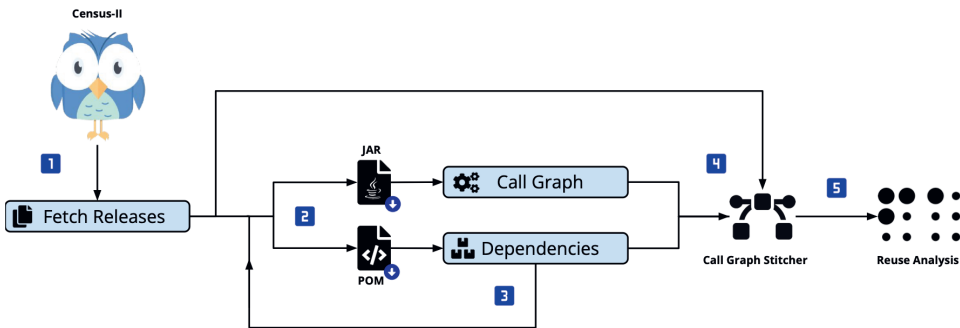 Census-II
1
Fetch Releases
2
JAR
Call Graph
</>
POM
Dependencies
3
4
Call Graph Stitcher
5
Reuse Analysis